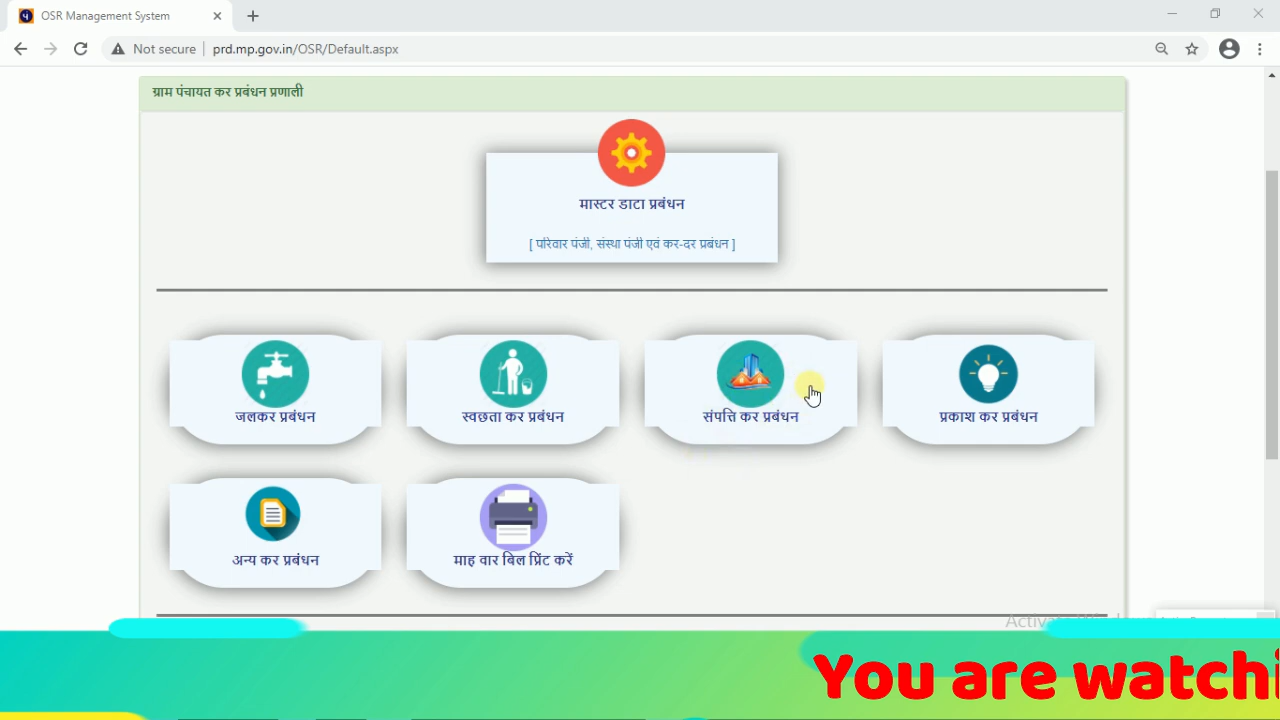 OSR Management System
Not secure
prd.mp.gov.in/OSR/Default.aspx
ग्राम पंचायत कर प्रबंधन प्रणाली
मास्टर डाटा प्रबंधन
[ परिवार पंजी, संस्था पंजी एवं कर-दर प्रबंधन ]
जलकर प्रबंधन
स्वछता कर प्रबंधन
संपत्ति कर प्रबंधन
प्रकाश कर प्रबंधन
अन्य कर प्रबंधन
माह वार बिल प्रिंट करें
You are watchi